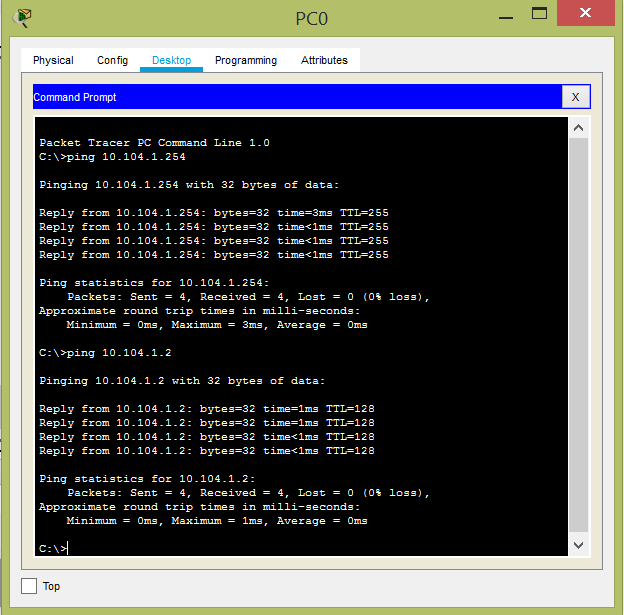 PC0
Physical Config Desktop Programming Attributes
Command Prompt X
Packet Tracer PC Command Line 1.0
C:\>ping 10.104.1.254
Pinging 10.104.1.254 with 32 bytes of data:
Reply from 10.104.1.254: bytes=32 time=3ms TTL=255
Reply from 10.104.1.254: bytes=32 time<1ms TTL=255
Reply from 10.104.1.254: bytes=32 time<1ms TTL=255
Reply from 10.104.1.254: bytes=32 time<1ms TTL=255
Ping statistics for 10.104.1.254:
Packets: Sent = 4, Received = 4, Lost = 0 (0% loss),
Approximate round trip times in milli-seconds:
Minimum = 0ms, Maximum = 3ms, Average = 0ms
C:\>ping 10.104.1.2
Pinging 10.104.1.2 with 32 bytes of data:
Reply from 10.104.1.2: bytes=32 time=1ms TTL=128
Reply from 10.104.1.2: bytes=32 time=1ms TTL=128
Reply from 10.104.1.2: bytes=32 time<1ms TTL=128
Reply from 10.104.1.2: bytes=32 time<1ms TTL=128
Ping statistics for 10.104.1.2:
Packets: Sent = 4, Received = 4, Lost = 0 (0% loss),
Approximate round trip times in milli-seconds:
Minimum = 0ms, Maximum = 1ms, Average = 0ms
C:\>
Top